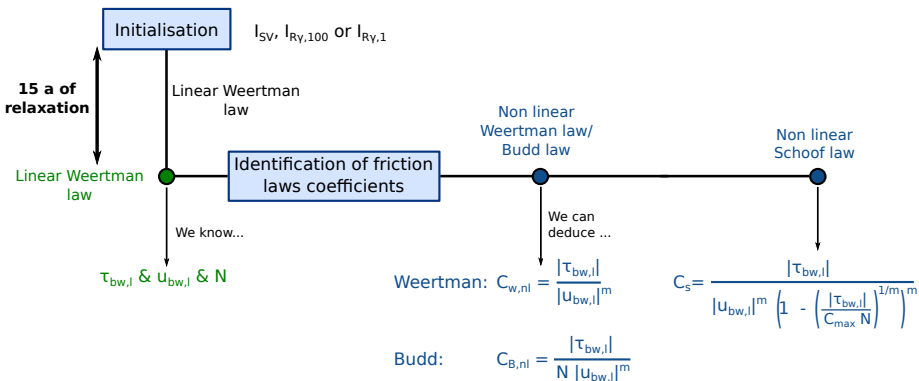 Initialisation
I_SV, I_Rγ,100 or I_Rγ,1
15 a of
relaxation
Linear Weertman
law
Linear Weertman
law
Identification of friction
laws coefficients
Non linear
Weertman law/
Budd law
Non linear
Schoof law
We know...
We can
deduce ...
τ_bw,l & u_bw,l & N
Weertman: C_w,nl = |τ_bw,l| / |u_bw,l|^m
C_s= |τ_bw,l| / |u_bw,l|^m (1 - (|τ_bw,l| / C_max N)^1/m)^m
Budd: C_B,nl = |τ_bw,l| / N |u_bw,l|^m